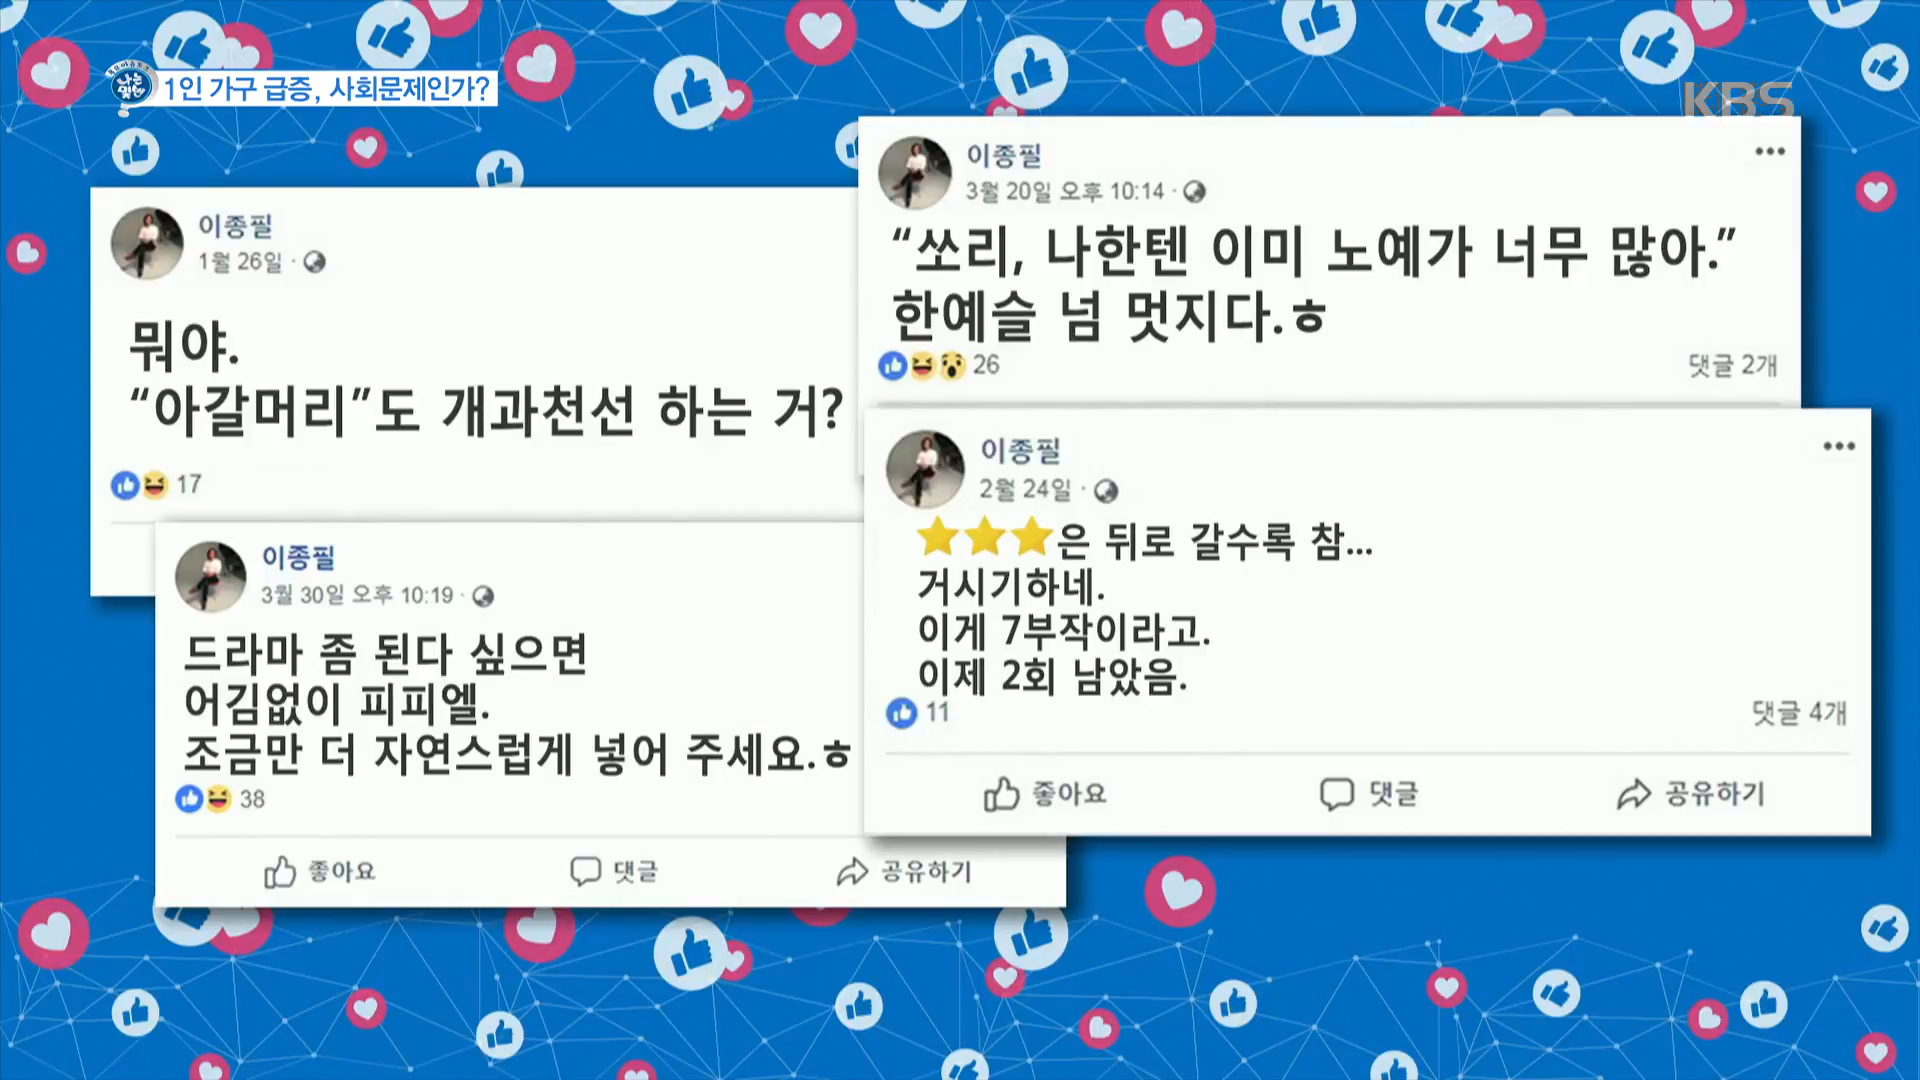 1인 가구 급증, 사회문제인가?
KBS
이종필
1월 26일
뭐야.
“아갈머리”도 개과천선 하는 거?
17
이종필
3월 20일 오후 10:14
“쏘리, 나한텐 이미 노예가 너무 많아.”
한예슬 넘 멋지다.ㅎ
26
댓글 2개
이종필
3월 30일 오후 10:19
드라마 좀 된다 싶으면
어김없이 피피엘.
조금만 더 자연스럽게 넣어 주세요.ㅎ
38
좋아요 댓글 공유하기
이종필
2월 24일
⭐⭐⭐은 뒤로 갈수록 참...
거시기하네.
이게 7부작이라고.
이제 2회 남았음.
11
댓글 4개
좋아요 댓글 공유하기